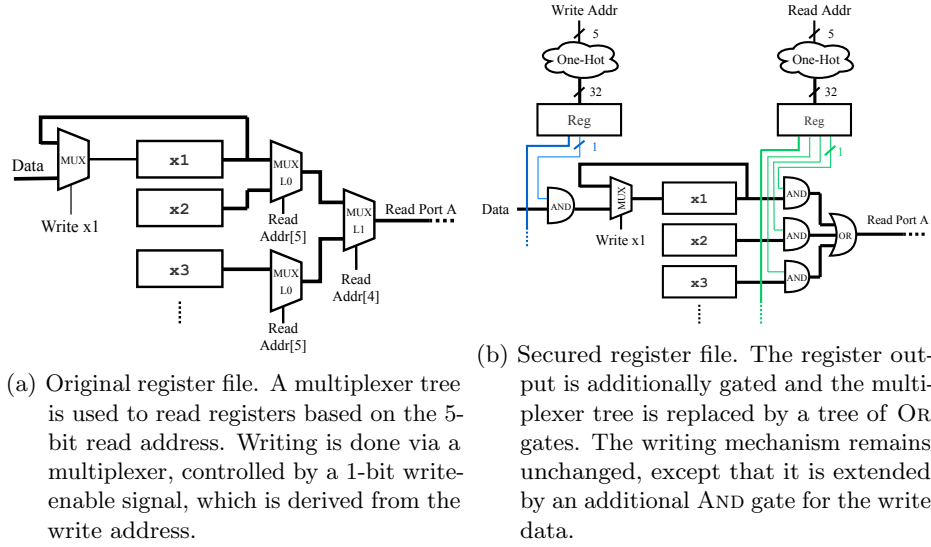 Data
MUX
x1
x2
x3
Write x1
MUX
L0
Read
Addr[5]
MUX
L0
Read
Addr[5]
MUX
L1
Read
Addr[4]
Read Port A
(a) Original register file. A multiplexer tree
is used to read registers based on the 5-
bit read address. Writing is done via a
multiplexer, controlled by a 1-bit write-
enable signal, which is derived from the
write address.
Write Addr
5
One-Hot
32
Reg
1
Read Addr
5
One-Hot
32
Reg
1
Data
AND
MUX
Write x1
x1
x2
x3
AND
AND
AND
OR
Read Port A
(b) Secured register file. The register out-
put is additionally gated and the multi-
plexer tree is replaced by a tree of OR
gates. The writing mechanism remains
unchanged, except that it is extended
by an additional AND gate for the write
data.